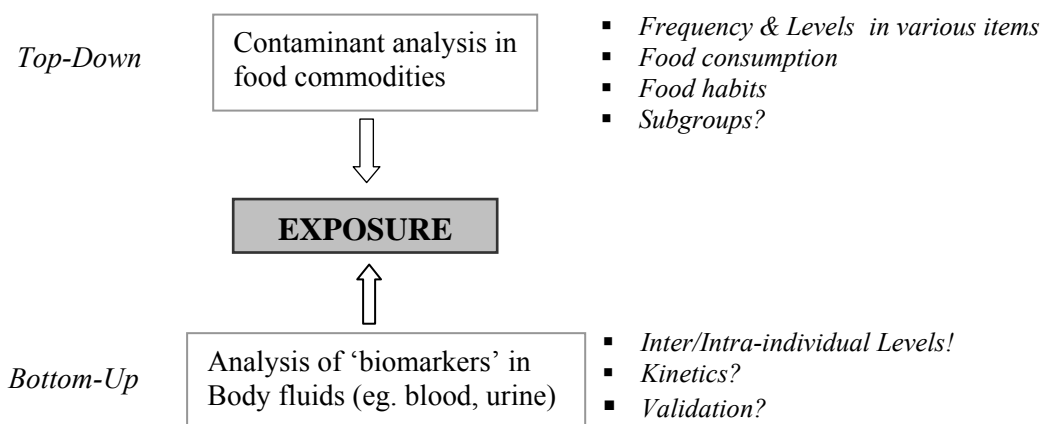 Top-Down
Contaminant analysis in
food commodities
▪ Frequency & Levels in various items
▪ Food consumption
▪ Food habits
▪ Subgroups?
EXPOSURE
Bottom-Up
Analysis of ‘biomarkers’ in
Body fluids (eg. blood, urine)
▪ Inter/Intra-individual Levels!
▪ Kinetics?
▪ Validation?